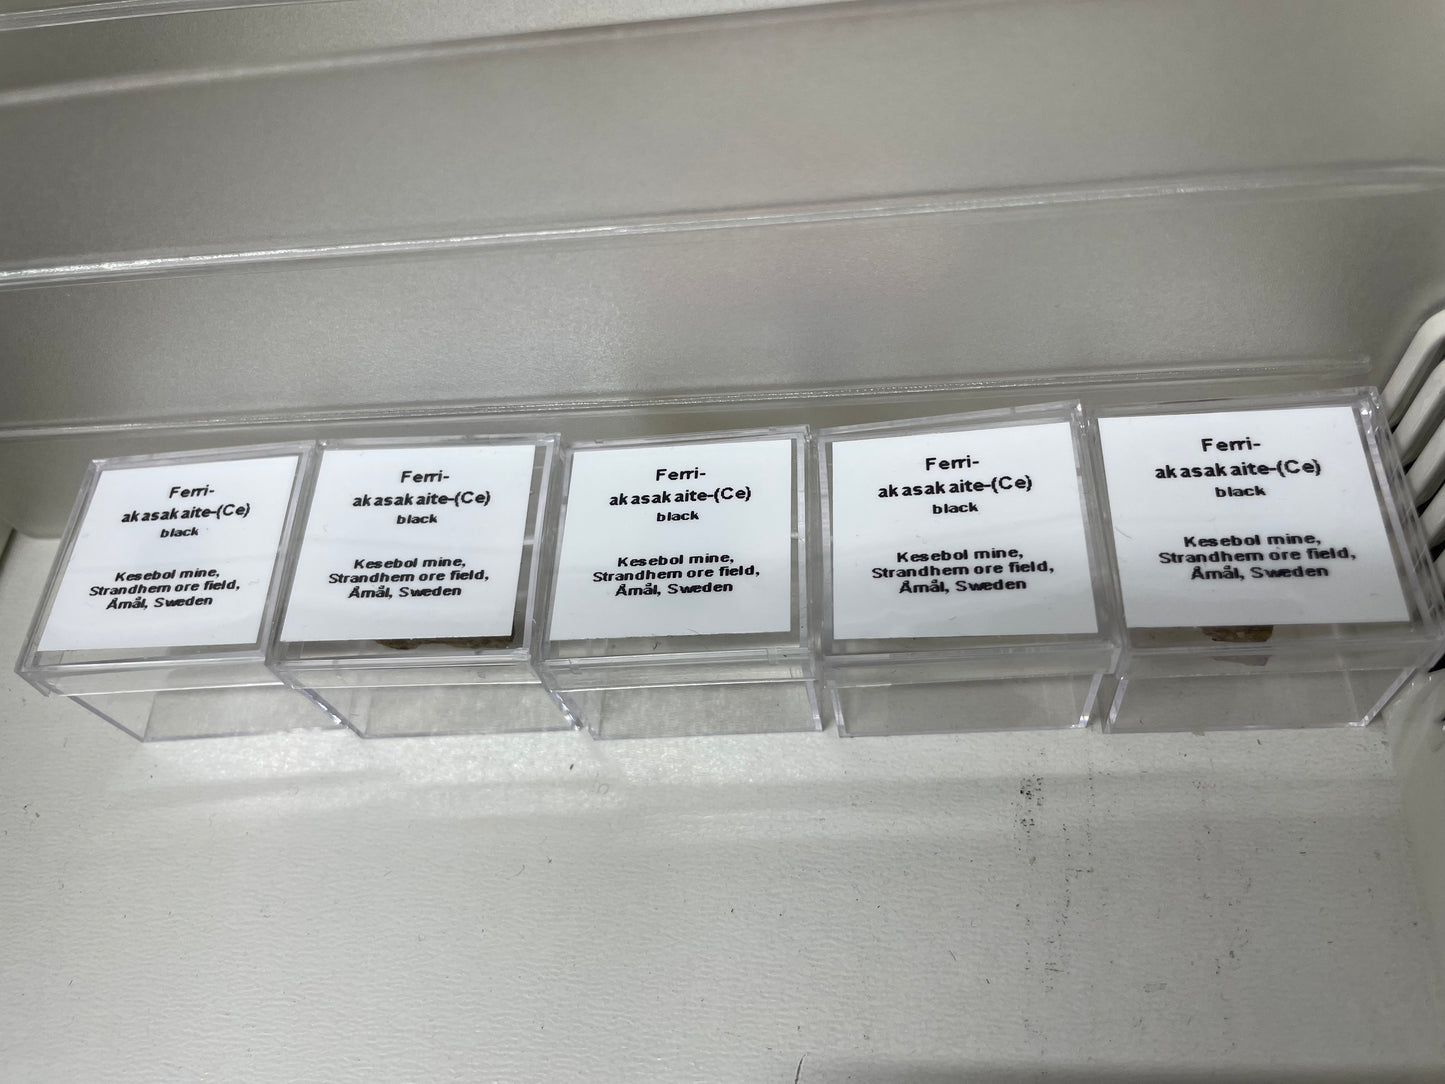 Ferri-
akasakaite-(Ce)
black
Kesebol mine,
Strandhem ore field,
Åmål, Sweden
Ferri-
akasakaite-(Ce)
black
Kesebol mine,
Strandhem ore field,
Åmål, Sweden
Ferri-
akasakaite-(Ce)
black
Kesebol mine,
Strandhem ore field,
Åmål, Sweden
Ferri-
akasakaite-(Ce)
black
Kesebol mine,
Strandhem ore field,
Åmål, Sweden
Ferri-
akasakaite-(Ce)
black
Kesebol mine,
Strandhem ore field,
Åmål, Sweden